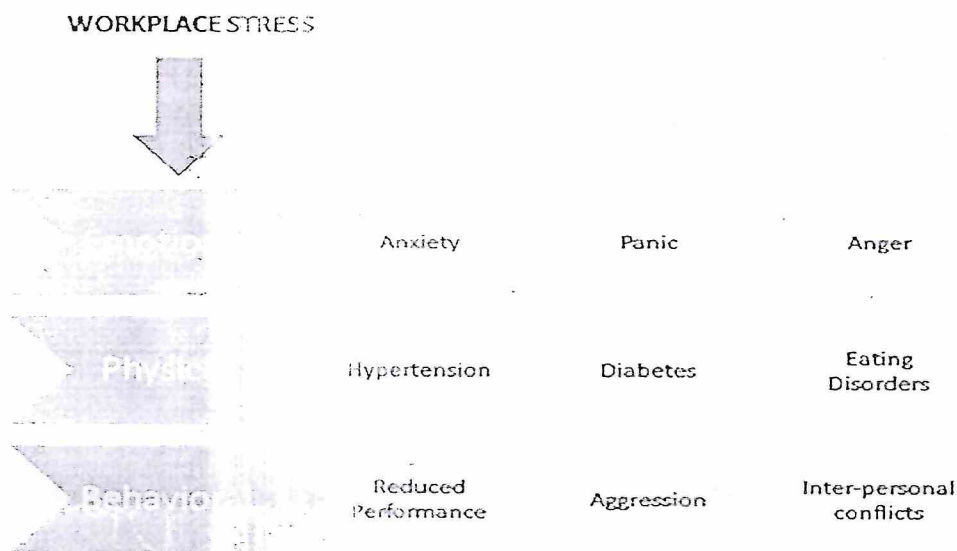 WORKPLACE STRESS
Anxiety Panic Anger
Hypertension Diabetes Eating
Disorders
Reduced
Performance Aggression Inter-personal
conflicts